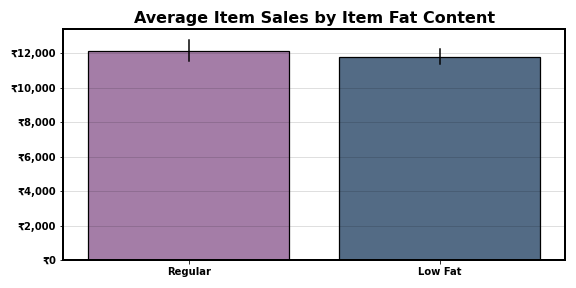 Average Item Sales by Item Fat Content
₹12,000
₹10,000
₹8,000
₹6,000
₹4,000
₹2,000
₹0
Regular
Low Fat